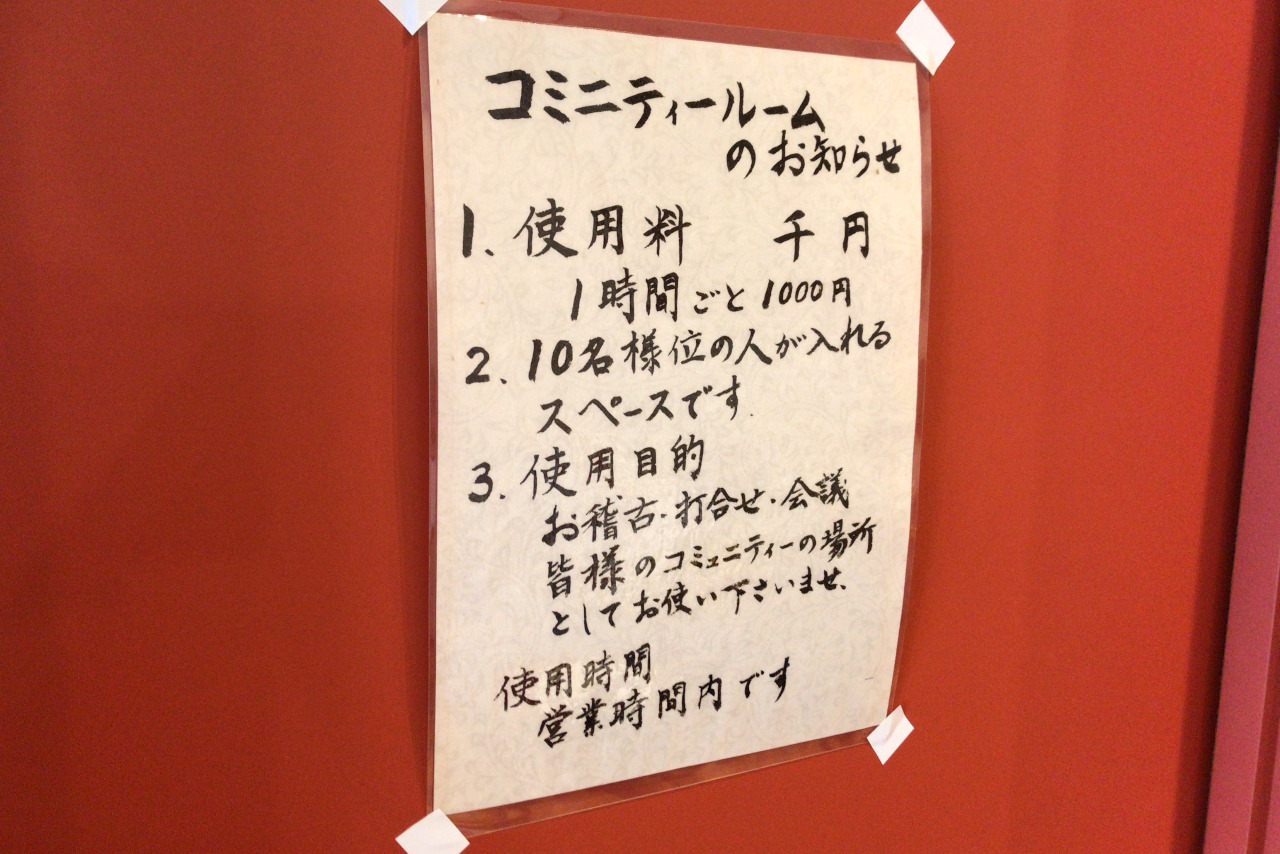 コミニティールーム
のお知らせ
1、使用料 千円
1時間ごと1000円
2、10名様位の人が入れる
スペースです。
3、使用目的
お稽古・打合せ・会議
皆様のコミュニティーの場所
としてお使い下さいませ、
使用時間
営業時間内です